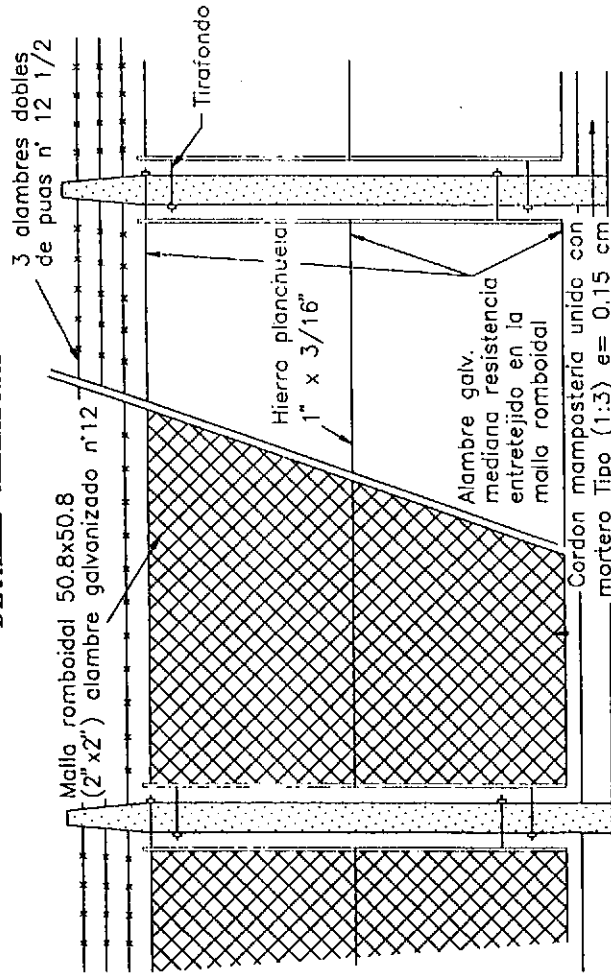 3 alambres dobles
de puas n° 12 1/2
Malla romboidal 50.8x50.8
(2" x2") alambre galvanizado n°12
Tirafondo
Hierro planchuela
1" x 3/16"
Alambre galv.
mediana resistencia
entretejido en la
malla romboidal
Cordon mamposteria unido con
mortero Tipo (1:3) e= 0.15 cm